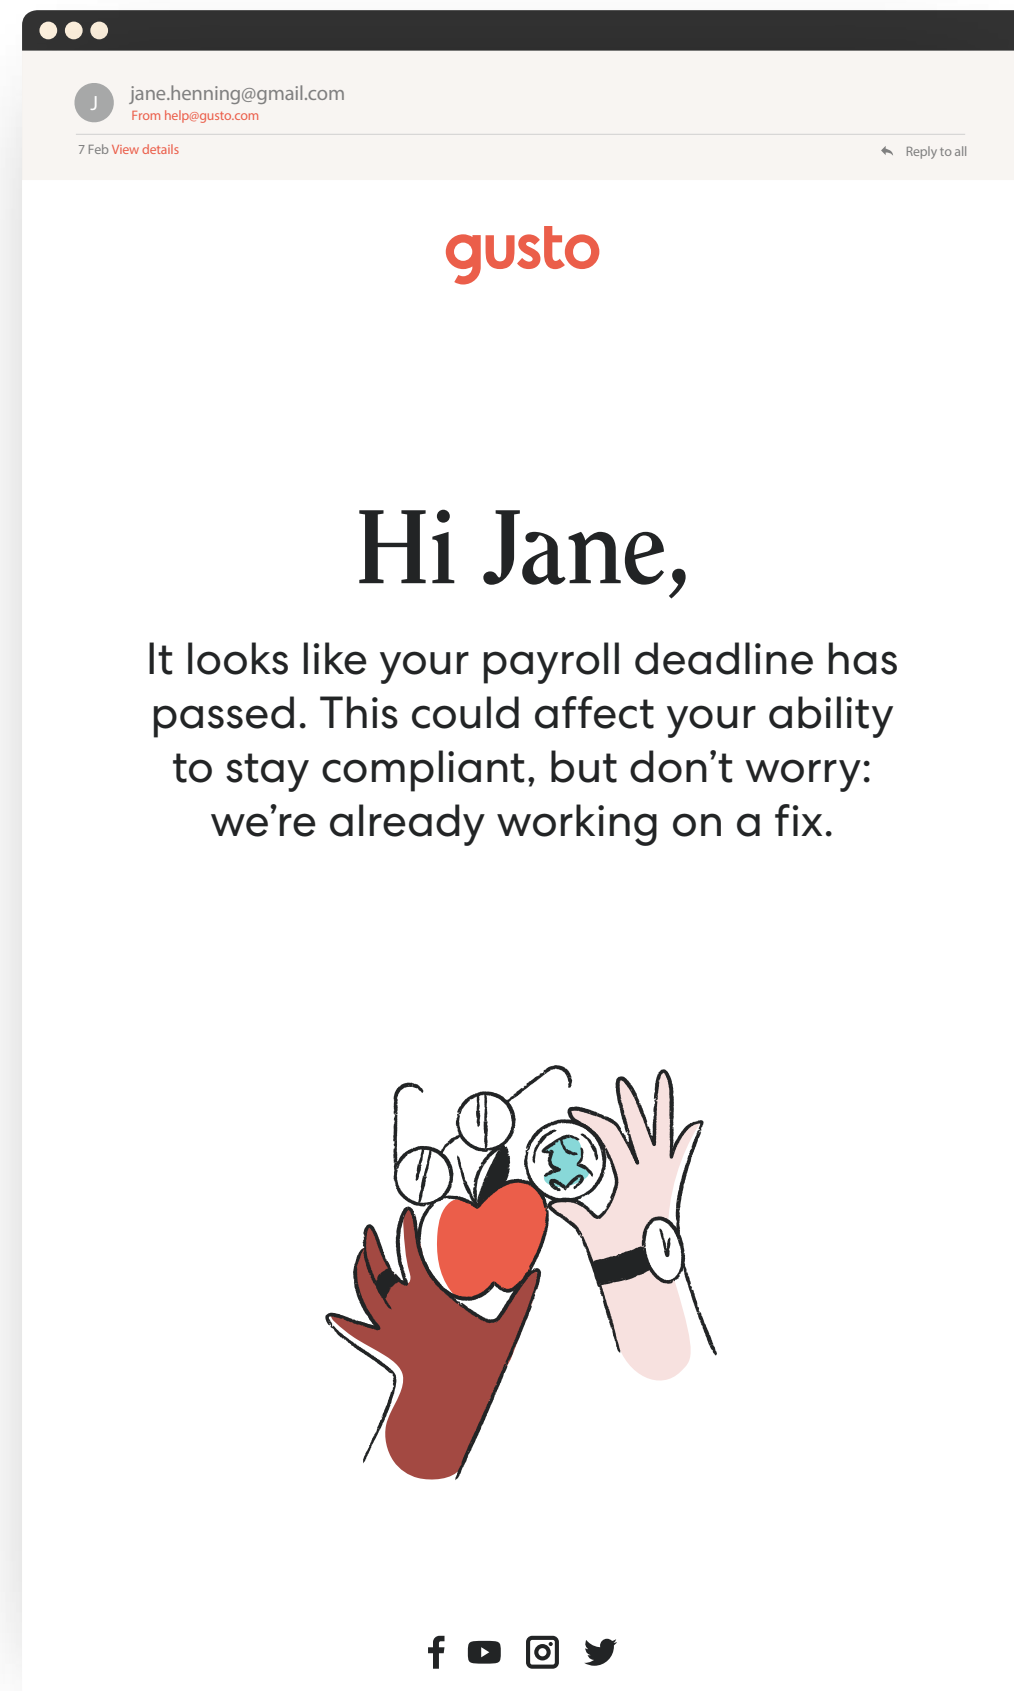 J
jane.henning@gmail.com
From help@gusto.com
7 Feb View details
Reply to all
gusto
Hi Jane,
It looks like your payroll deadline has
passed. This could affect your ability
to stay compliant, but don’t worry:
we’re already working on a fix.